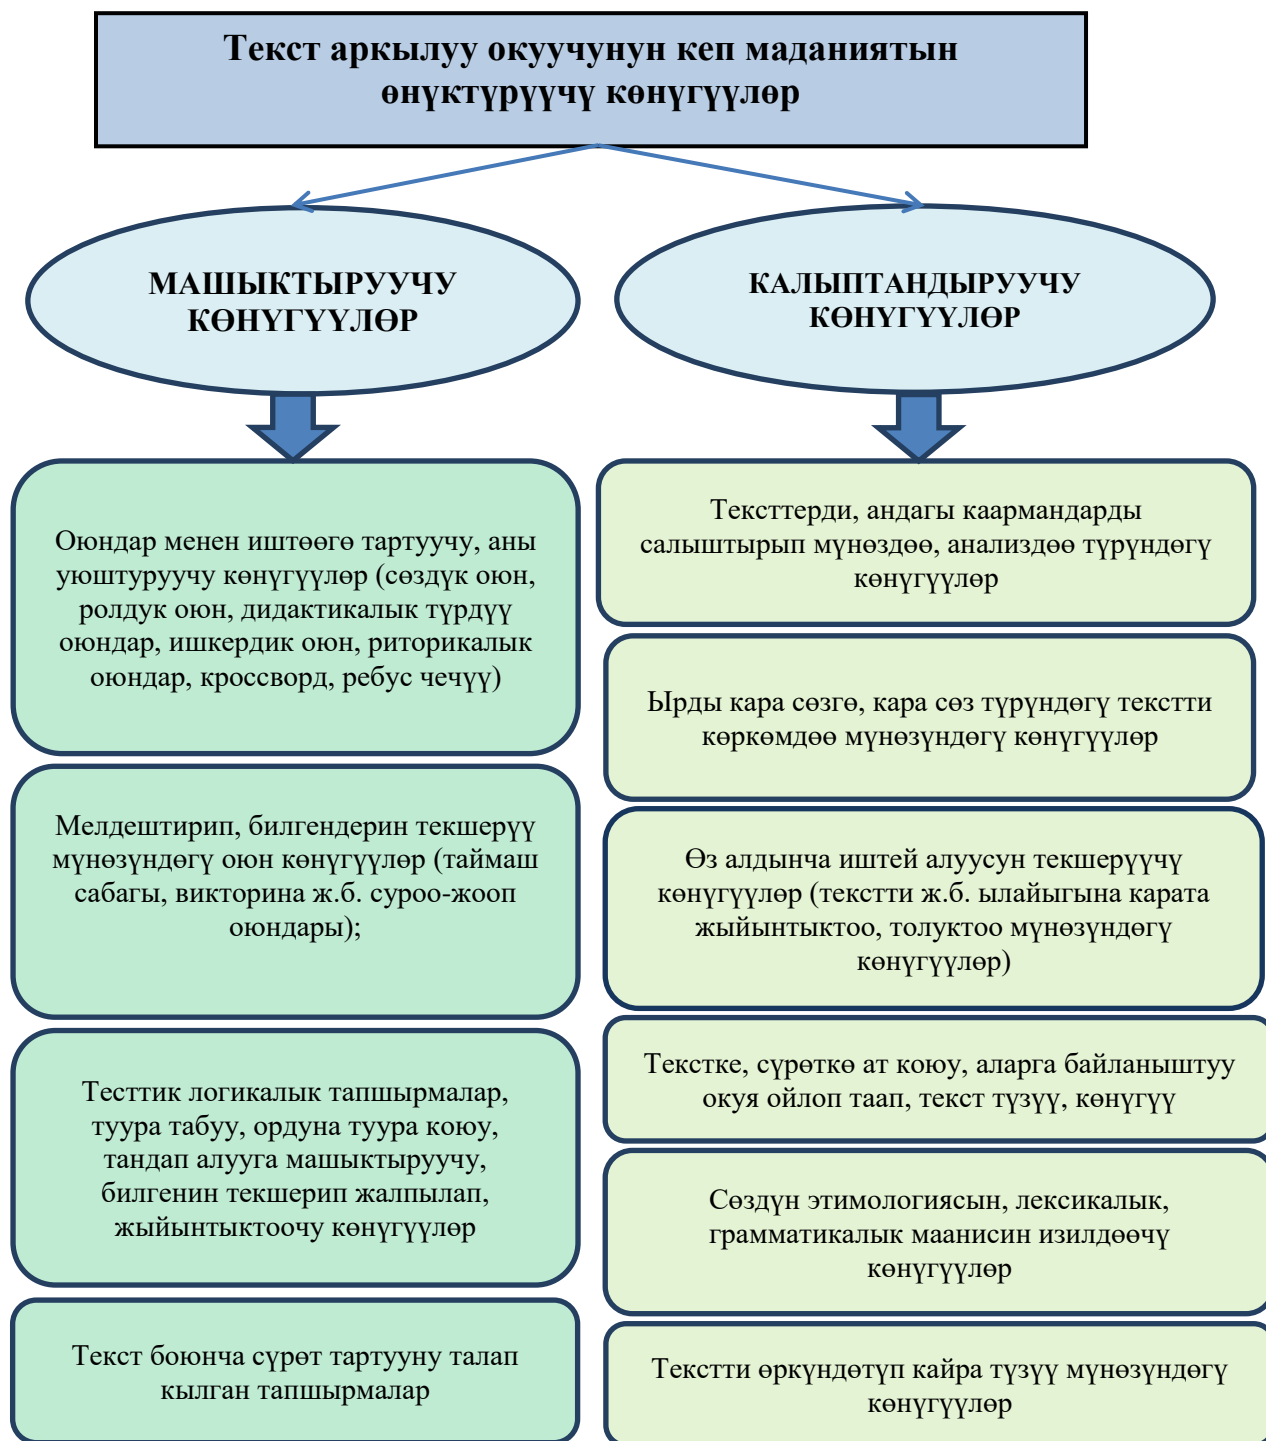 Текст аркылуу окуучунун кеп маданиятын
өнүктүрүүчү көнүгүүлөр
МАШЫКТЫРУУЧУ
КӨНҮГҮҮЛӨР
КАЛЫПТАНДЫРУУЧУ
КӨНҮГҮҮЛӨР
Оюндар менен иштөөгө тартуучу, аны
уюштуруучу көнүгүүлөр (сөздүк оюн,
ролдук оюн, дидактикалык түрдүү
оюндар, ишкердик оюн, риторикалык
оюндар, кроссворд, ребус чечүү)
Мелдештирип, билгендерин текшерүү
мүнөзүндөгү оюн көнүгүүлөр (таймаш
сабагы, викторина ж.б. суроо-жооп
оюндары);
Тесттик логикалык тапшырмалар,
туура табуу, ордуна туура коюу,
тандап алууга машыктыруучу,
билгенин текшерип жалпылап,
жыйынтыктоочу көнүгүүлөр
Текст боюнча сүрөт тартууну талап
кылган тапшырмалар
Тексттерди, андагы каармандарды
салыштырып мүнөздөө, анализдөө түрүндөгү
көнүгүүлөр
Ырды кара сөзгө, кара сөз түрүндөгү текстти
көркөмдөө мүнөзүндөгү көнүгүүлөр
Өз алдынча иштей алуусун текшерүүчү
көнүгүүлөр (текстти ж.б. ылайыгына карата
жыйынтыктоо, толуктоо мүнөзүндөгү
көнүгүүлөр)
Текстке, сүрөткө ат коюу, аларга байланыштуу
окуя ойлоп таап, текст түзүү, көнүгүү
Сөздүн этимологиясын, лексикалык,
грамматикалык маанисин изилдөөчү
көнүгүүлөр
Текстти өркүндөтүп кайра түзүү мүнөзүндөгү
көнүгүүлөр